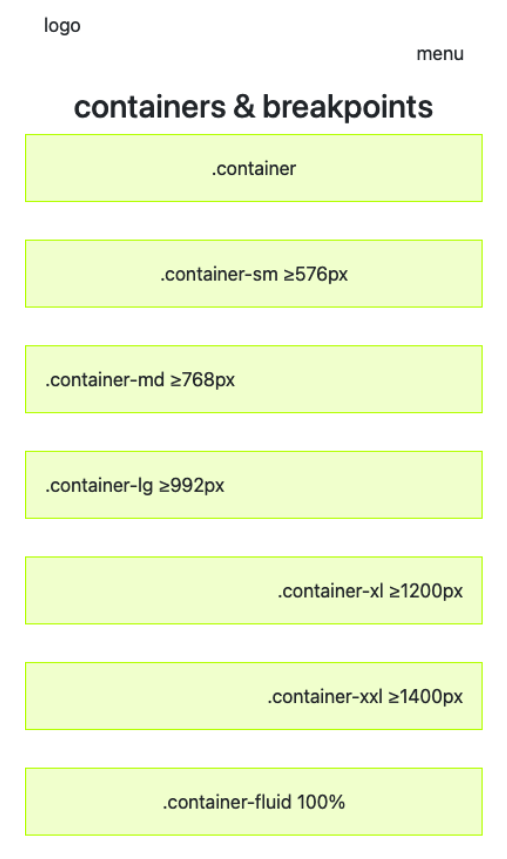 logo
menu
containers & breakpoints
.container
.container-sm ≥576px
.container-md ≥768px
.container-lg ≥992px
.container-xl ≥1200px
.container-xxl ≥1400px
.container-fluid 100%